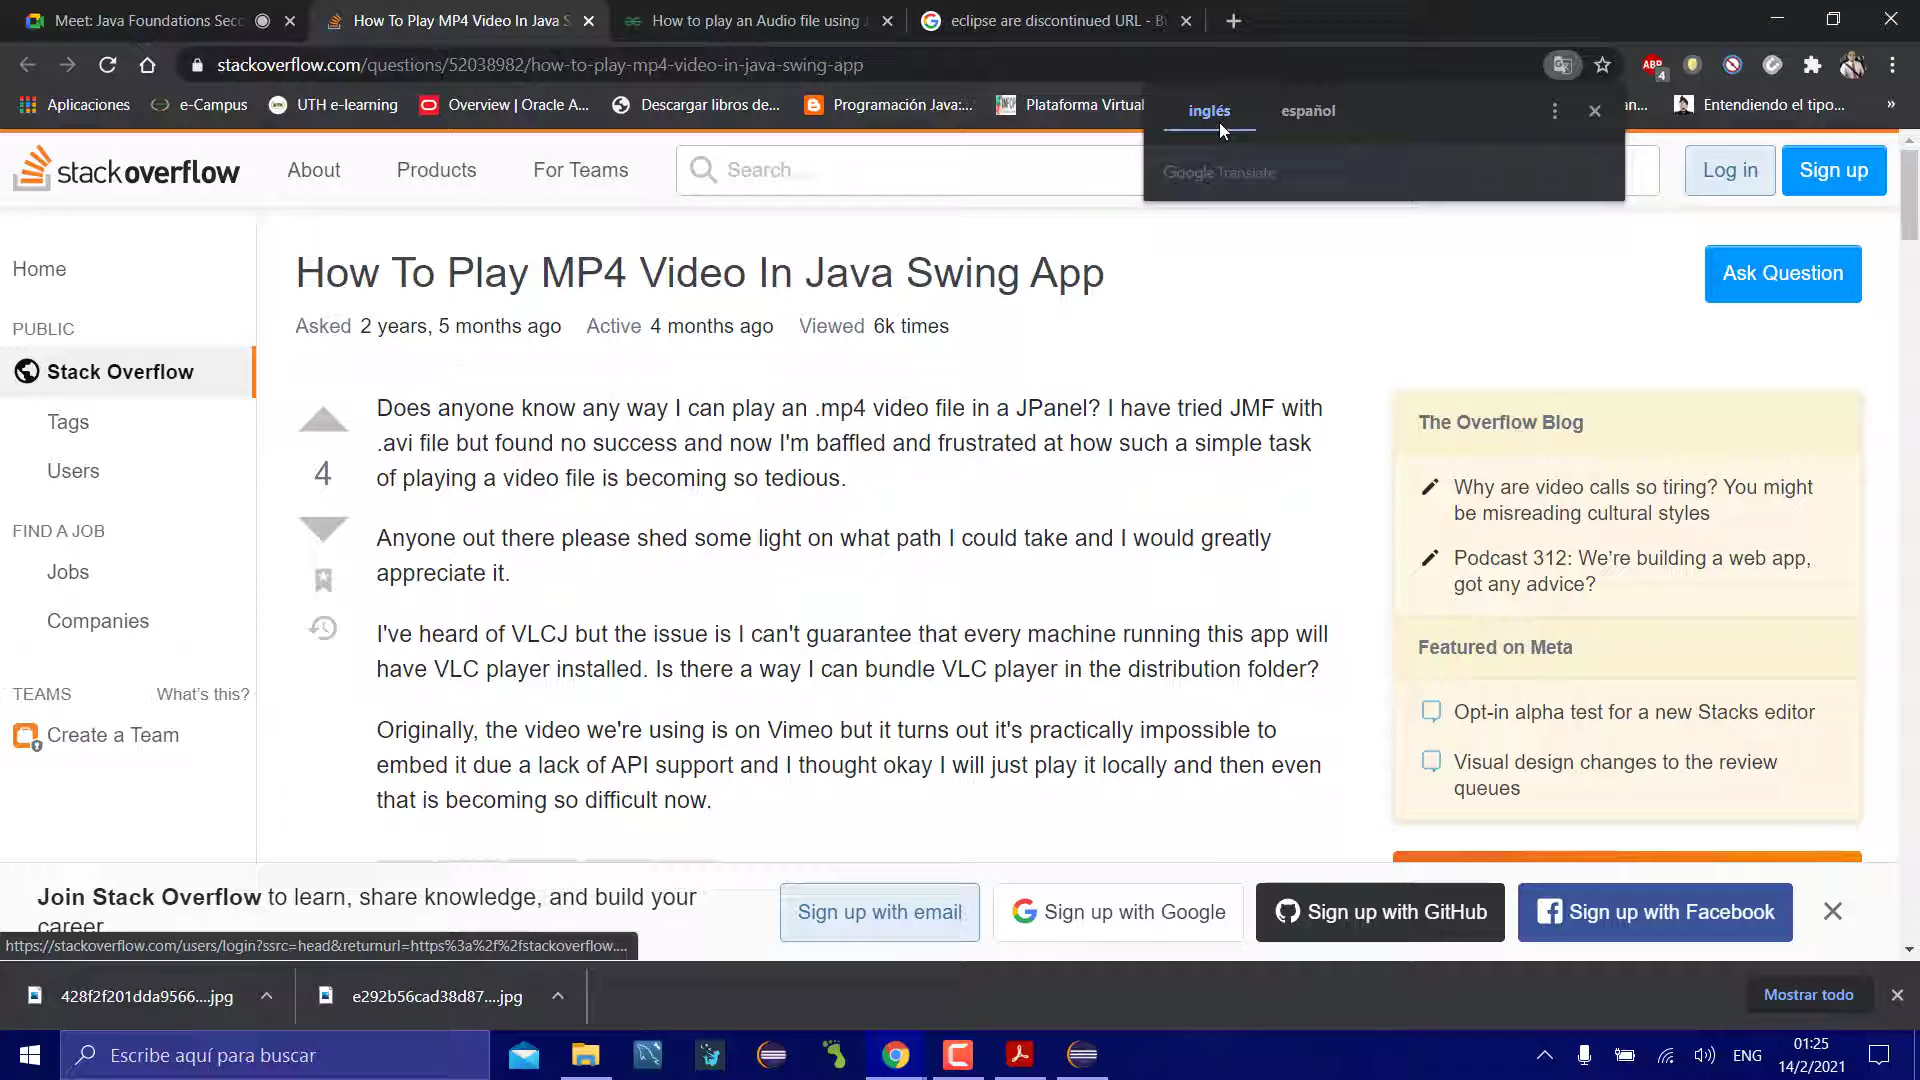 Meet: Java Foundations Secc
How To Play MP4 Video In Java S
How to play an Audio file using
eclipse are discontinued URL - B
stackoverflow.com/questions/52038982/how-to-play-mp4-video-in-java-swing-app
ABP
4
Aplicaciones
e-Campus
UTH e-learning
Overview | Oracle A...
Descargar libros de...
Programación Java:...
Plataforma Virtual
an...
Entendiendo el tipo...
»
inglés
español
Google Translate
stackoverflow
About
Products
For Teams
Search...
Log in
Sign up
Home
PUBLIC
Stack Overflow
Tags
Users
FIND A JOB
Jobs
Companies
TEAMS
What's this?
Create a Team
How To Play MP4 Video In Java Swing App
Ask Question
Asked 2 years, 5 months ago Active 4 months ago Viewed 6k times
4
Does anyone know any way I can play an .mp4 video file in a JPanel? I have tried JMF with
.avi file but found no success and now I'm baffled and frustrated at how such a simple task
of playing a video file is becoming so tedious.
Anyone out there please shed some light on what path I could take and I would greatly
appreciate it.
I've heard of VLCJ but the issue is I can't guarantee that every machine running this app will
have VLC player installed. Is there a way I can bundle VLC player in the distribution folder?
Originally, the video we're using is on Vimeo but it turns out it's practically impossible to
embed it due a lack of API support and I thought okay I will just play it locally and then even
that is becoming so difficult now.
The Overflow Blog
Why are video calls so tiring? You might
be misreading cultural styles
Podcast 312: We're building a web app,
got any advice?
Featured on Meta
Opt-in alpha test for a new Stacks editor
Visual design changes to the review
queues
Join Stack Overflow to learn, share knowledge, and build your
career.
Sign up with email
Sign up with Google
Sign up with GitHub
Sign up with Facebook
https://stackoverflow.com/users/login?ssrc=head&returnurl=https%3a%2f%2fstackoverflow....
428f2f201dda9566....jpg
e292b56cad38d87....jpg
Mostrar todo
Escribe aquí para buscar
ENG
01:25
14/2/2021